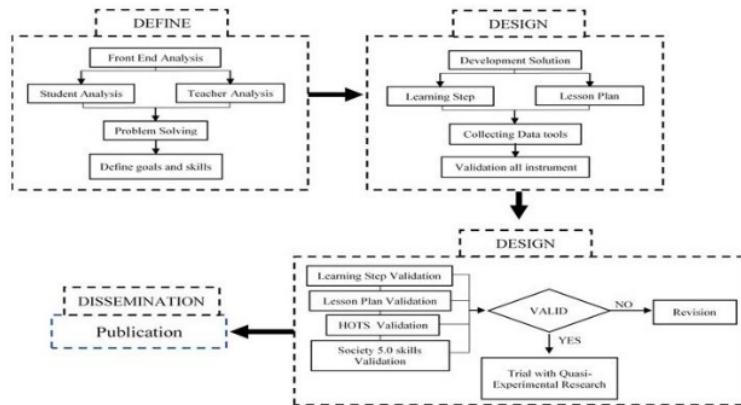 DEFINE
Front End Analysis
Student Analysis
Teacher Analysis
Problem Solving
Define goals and skills
DESIGN
Development Solution
Learning Step
Lesson Plan
Collecting Data tools
Validation all instrument
DESIGN
Learning Step Validation
Lesson Plan Validation
HOTS Validation
Society 5.0 skills
Validation
VALID
NO
Revision
YES
Trial with Quasi-
Experimental Research
DISSEMINATION
Publication